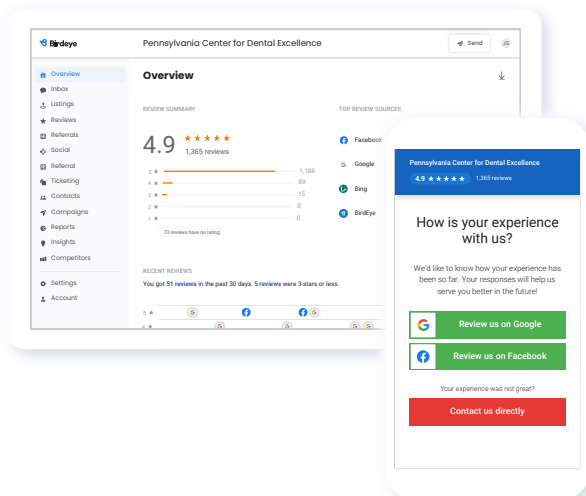 Birdeye
Pennsylvania Center for Dental Excellence
Send
JS
Overview
Inbox
Listings
Reviews
Referrals
Social
Referral
Ticketing
Contacts
Campaigns
Reports
Insights
Competitors
Settings
Account
Overview
REVIEW SUMMARY
4.9 ★★★★★
1,365 reviews
5 ★ 1,188
4 ★ 89
3 ★ 15
2 ★ 0
1 ★ 0
73 reviews have no rating
TOP REVIEW SOURCES
Facebook
Google
Bing
BirdEye
RECENT REVIEWS
You got 51 reviews in the past 30 days. 5 reviews were 3-stars or less.
5 ★
4 ★
Pennsylvania Center for Dental Excellence
4.9 ★★★★★ 1,365 reviews
How is your experience
with us?
We'd like to know how your experience has
been so far. Your responses will help us
serve you better in the future!
Review us on Google
Review us on Facebook
Your experience was not great?
Contact us directly